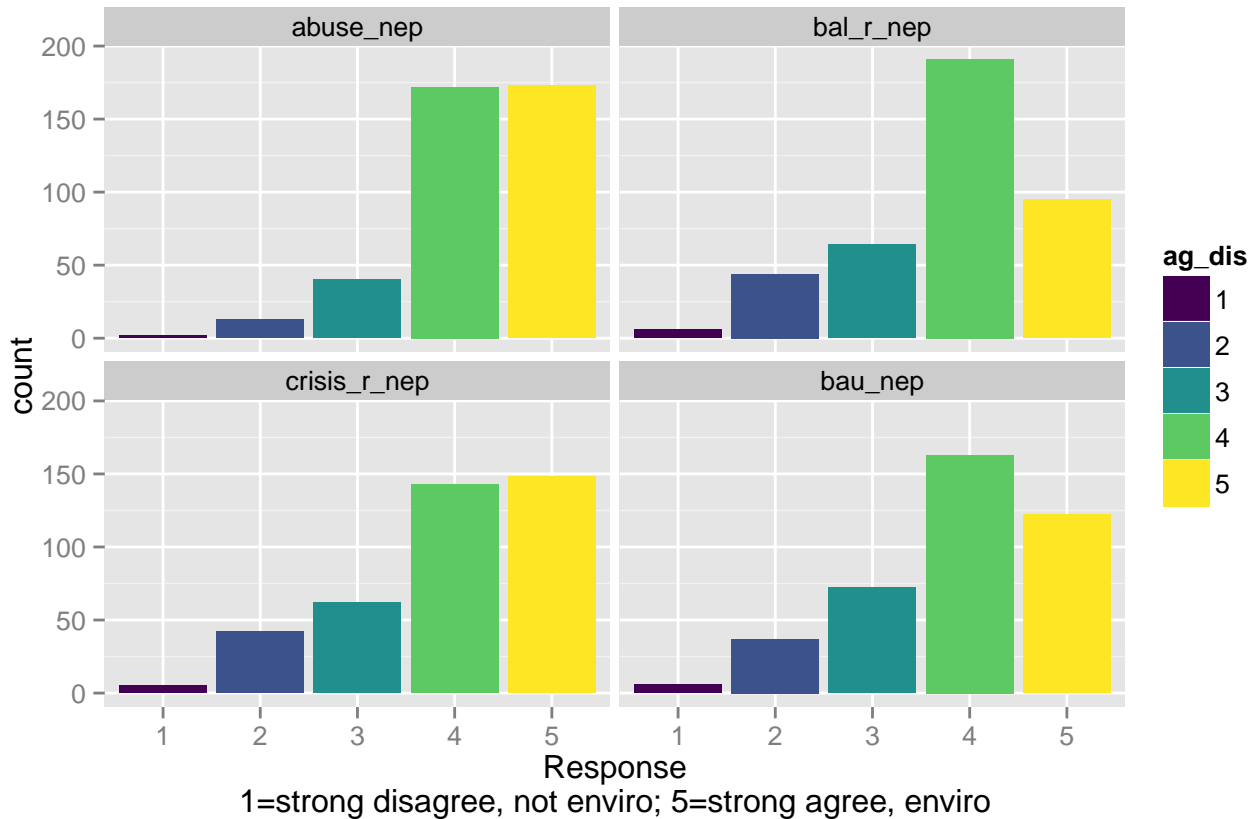 abuse_nep
bal_r_nep
200
150
100
50
0
crisis_r_nep
bau_nep
200
150
100
50
0
count
1 2 3 4 5
1 2 3 4 5
Response
1=strong disagree, not enviro; 5=strong agree, enviro
ag_dis
1
2
3
4
5